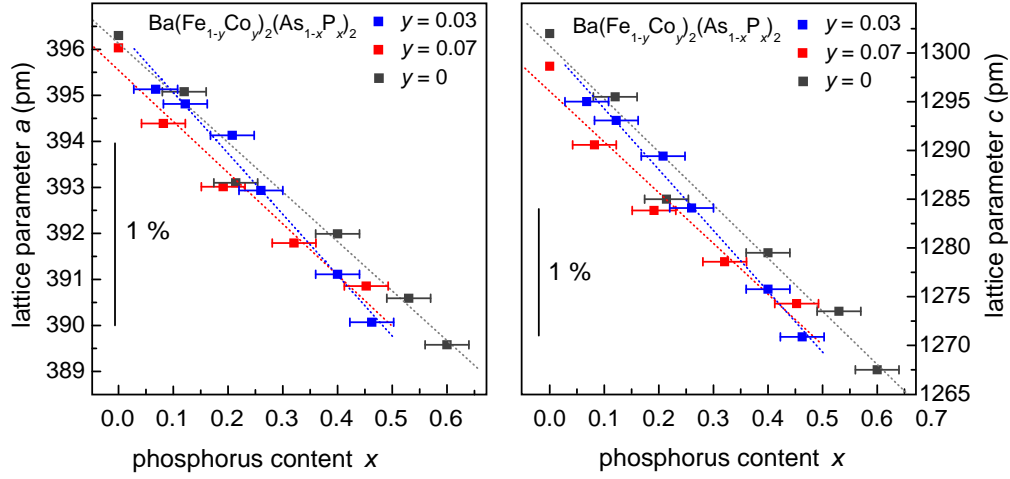 Ba(Fe1-yCoy)2(As1-xPx)2
y = 0.03
y = 0.07
y = 0
1 %
396
395
394
393
392
391
390
389
lattice parameter a (pm)
0.0 0.1 0.2 0.3 0.4 0.5 0.6
phosphorus content x
Ba(Fe1-yCoy)2(As1-xPx)2
y = 0.03
y = 0.07
y = 0
1 %
1300
1295
1290
1285
1280
1275
1270
1265
lattice parameter c (pm)
0.0 0.1 0.2 0.3 0.4 0.5 0.6 0.7
phosphorus content x